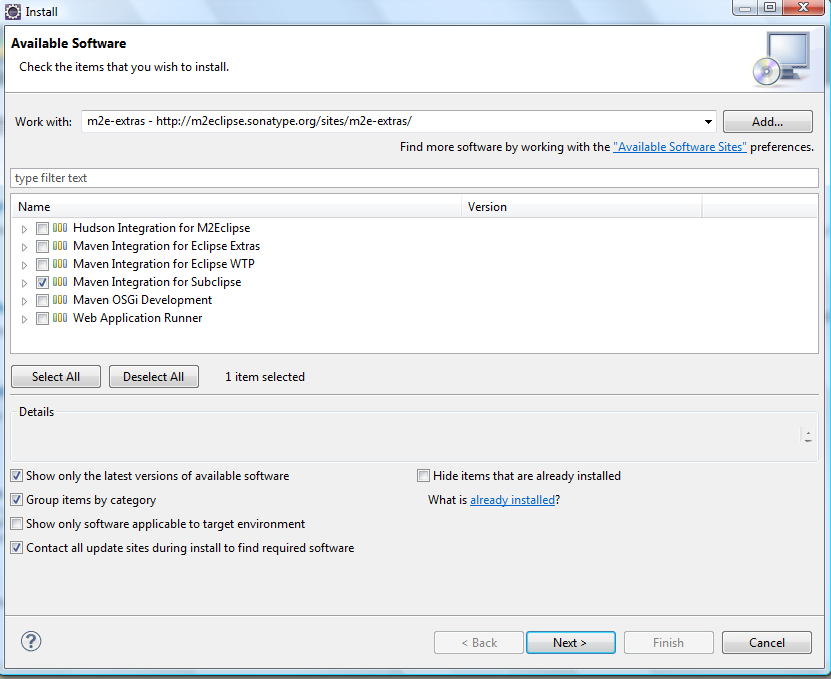 Install
Available Software
Check the items that you wish to install.
Work with: m2e-extras - http://m2eclipse.sonatype.org/sites/m2e-extras/ Add...
Find more software by working with the "Available Software Sites" preferences.
type filter text
Name Version
Hudson Integration for M2Eclipse
Maven Integration for Eclipse Extras
Maven Integration for Eclipse WTP
Maven Integration for Subclipse
Maven OSGi Development
Web Application Runner
Select All Deselect All 1 item selected
Details
Show only the latest versions of available software Hide items that are already installed
Group items by category What is already installed?
Show only software applicable to target environment
Contact all update sites during install to find required software
? < Back Next > Finish Cancel